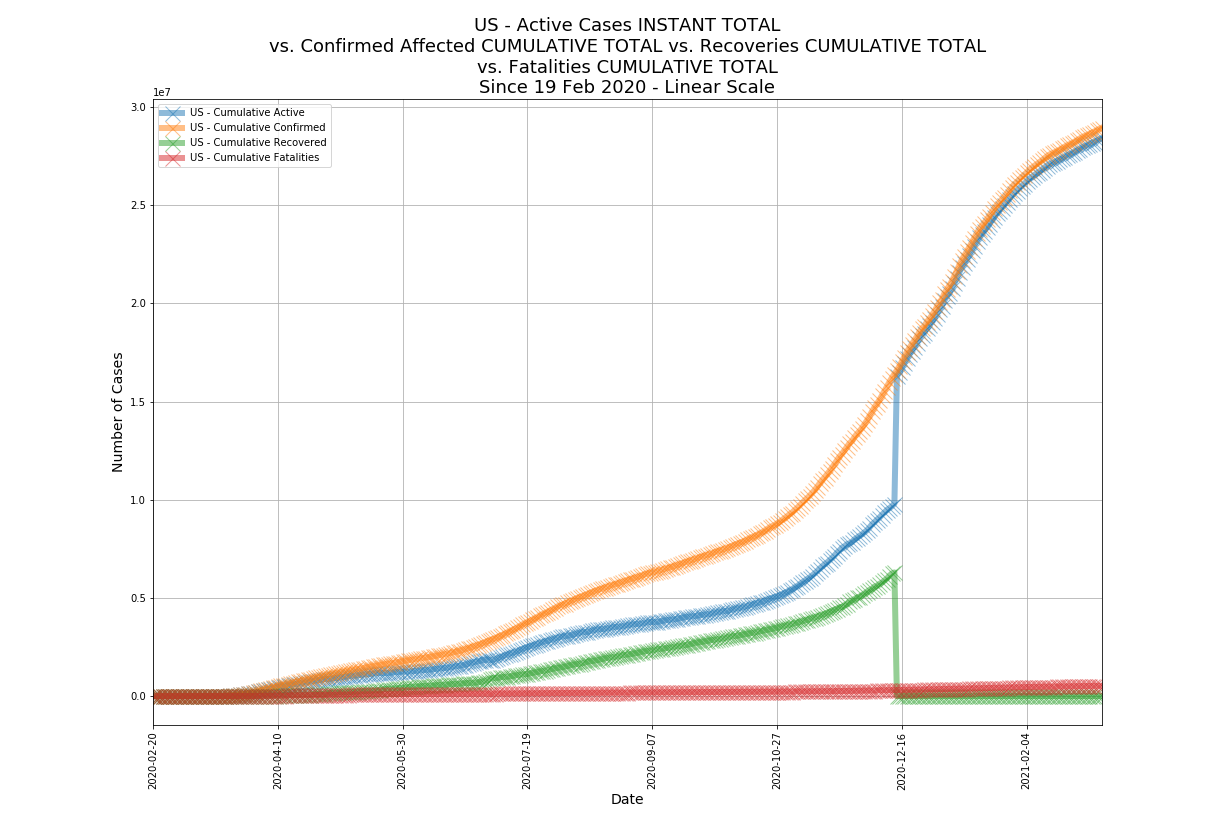 US - Active Cases INSTANT TOTAL
vs. Confirmed Affected CUMULATIVE TOTAL vs. Recoveries CUMULATIVE TOTAL
vs. Fatalities CUMULATIVE TOTAL
Since 19 Feb 2020 - Linear Scale
1e7
US - Cumulative Active
US - Cumulative Confirmed
US - Cumulative Recovered
US - Cumulative Fatalities
3.0
2.5
2.0
1.5
1.0
0.5
0.0
Number of Cases
2020-02-20
2020-04-10
2020-05-30
2020-07-19
2020-09-07
2020-10-27
2020-12-16
2021-02-04
Date